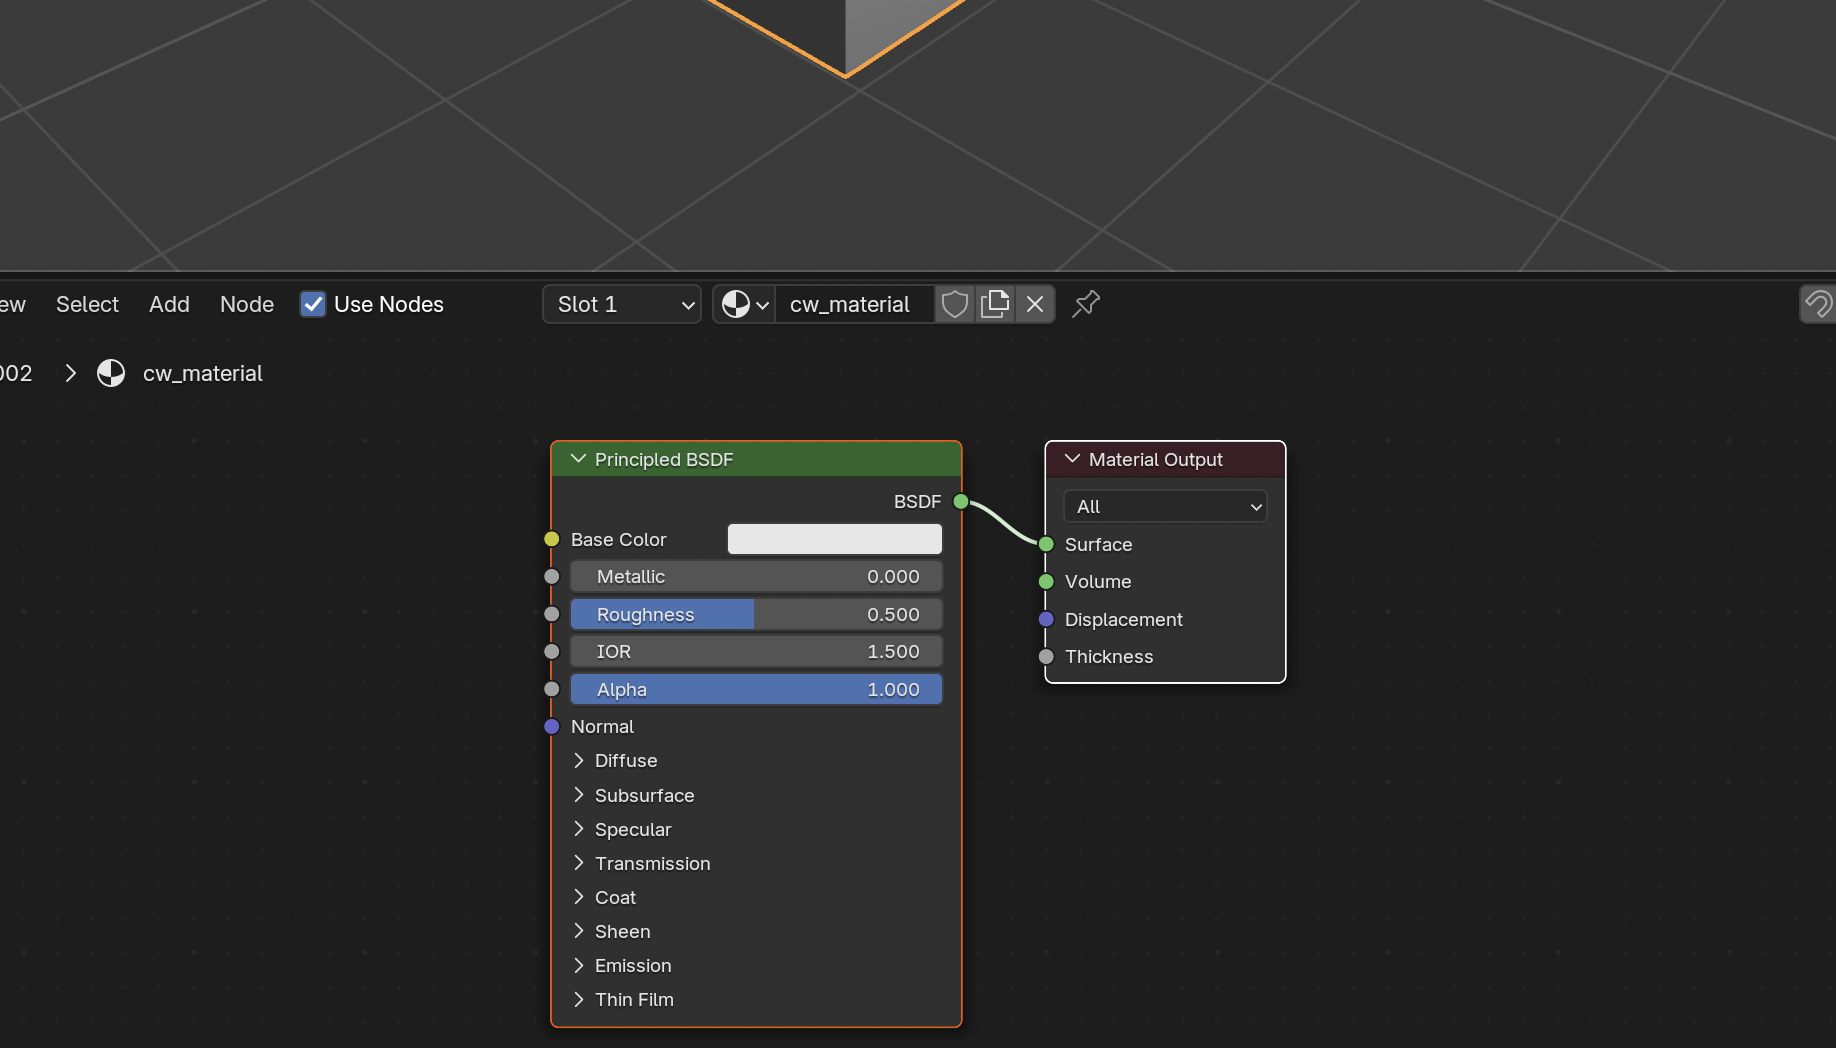 ew Select Add Node Use Nodes Slot 1 cw_material
002 cw_material
Principled BSDF
BSDF
Base Color
Metallic 0.000
Roughness 0.500
IOR 1.500
Alpha 1.000
Normal
Diffuse
Subsurface
Specular
Transmission
Coat
Sheen
Emission
Thin Film
Material Output
All
Surface
Volume
Displacement
Thickness